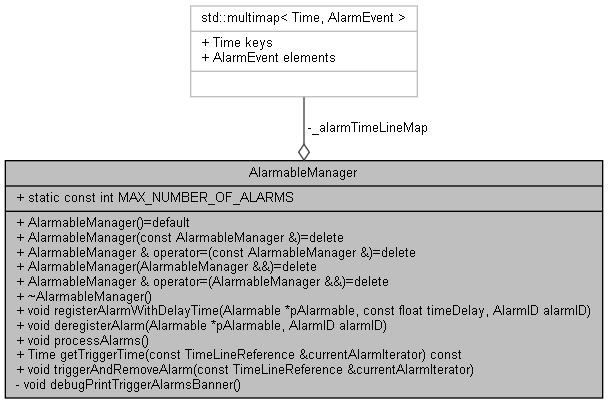 std::multimap< Time, AlarmEvent >
+ Time keys
+ AlarmEvent elements
-_alarmTimeLineMap
AlarmableManager
+ static const int MAX_NUMBER_OF_ALARMS
+ AlarmableManager()=default
+ AlarmableManager(const AlarmableManager &)=delete
+ AlarmableManager & operator=(const AlarmableManager &)=delete
+ AlarmableManager(AlarmableManager &&)=delete
+ AlarmableManager & operator=(AlarmableManager &&)=delete
+ ~AlarmableManager()
+ void registerAlarmWithDelayTime(Alarmable *pAlarmable, const float timeDelay, AlarmID alarmID)
+ void deregisterAlarm(Alarmable *pAlarmable, AlarmID alarmID)
+ void processAlarms()
+ Time getTriggerTime(const TimeLineReference &currentAlarmIterator) const
+ void triggerAndRemoveAlarm(const TimeLineReference &currentAlarmIterator)
- void debugPrintTriggerAlarmsBanner()